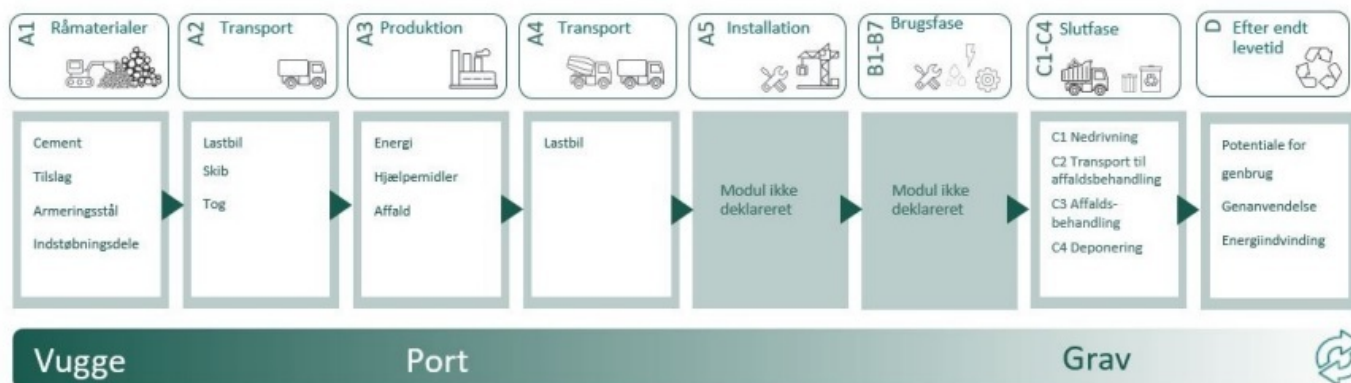 A1 Råmaterialer
A2 Transport
A3 Produktion
A4 Transport
A5 Installation
B1-B7 Brugsfase
C1-C4 Slutfase
D Efter endt
levetid
Cement
Tilslag
Armeringsstål
Indstøbningsdele
Lastbil
Skib
Tog
Energi
Hjælpemidler
Affald
Lastbil
Modul ikke
deklareret
Modul ikke
deklareret
C1 Nedrivning
C2 Transport til
affaldsbehandling
C3 Affalds-
behandling
C4 Deponering
Potentiale for
genbrug
Genanvendelse
Energiindvinding
Vugge
Port
Grav